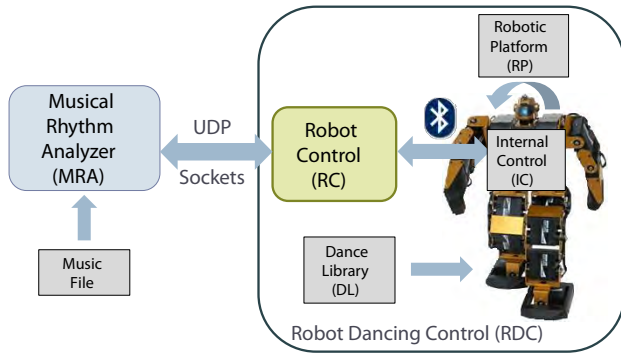 Robotic
Platform
(RP)
Musical
Rhythm
Analyzer
(MRA)
UDP
Sockets
Robot
Control
(RC)
Internal
Control
(IC)
Music
File
Dance
Library
(DL)
Robot Dancing Control (RDC)